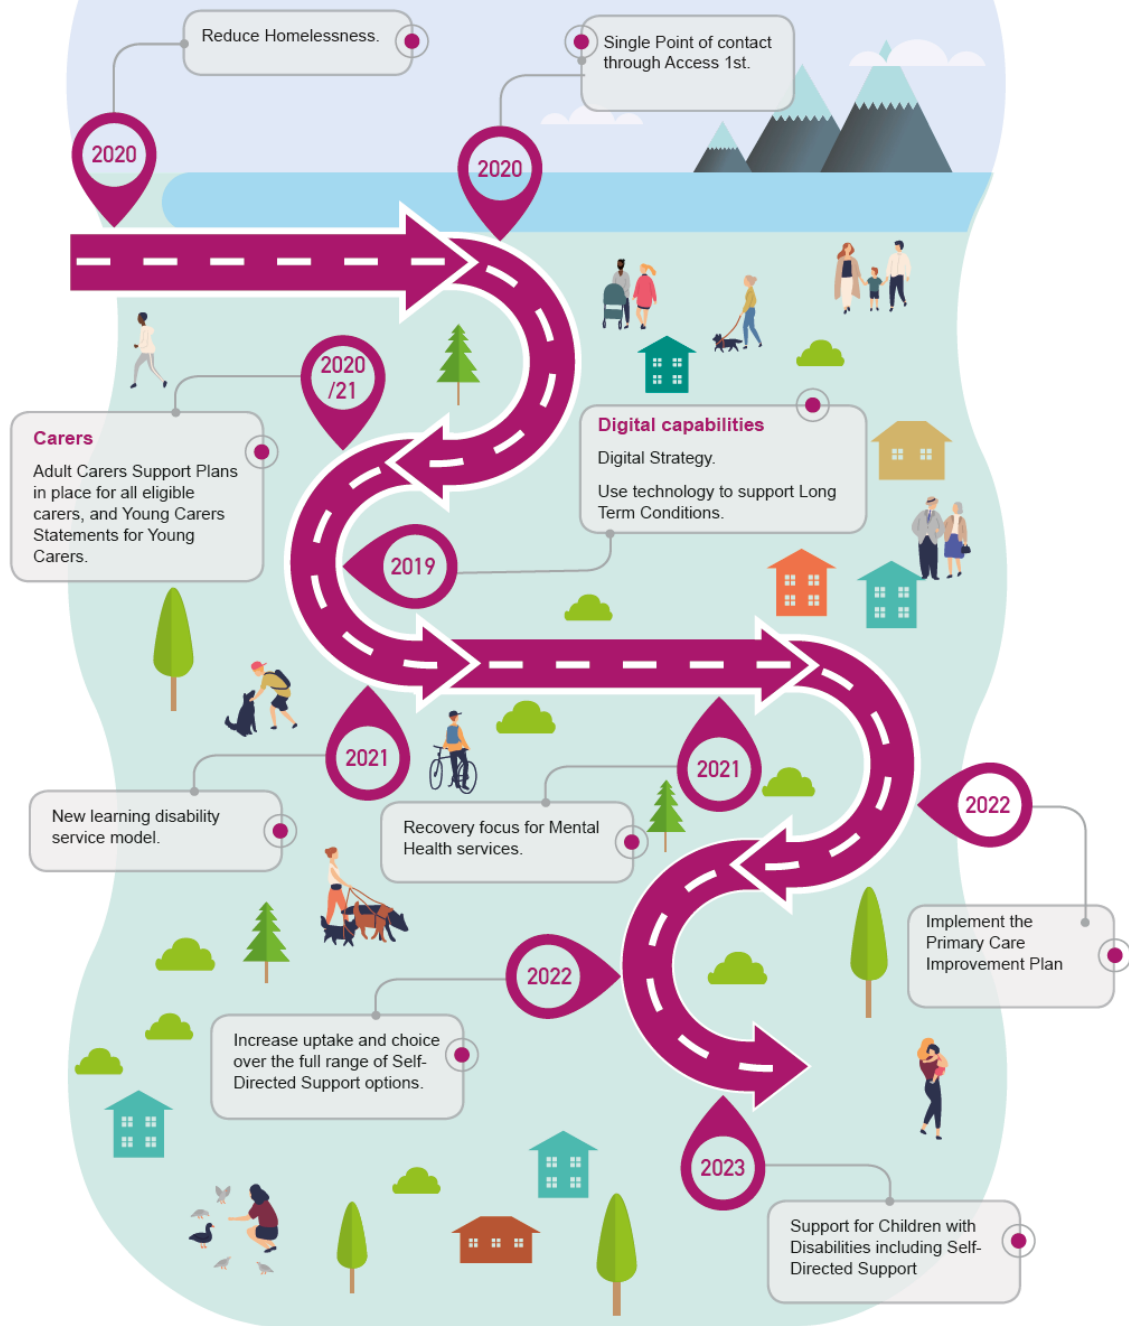 Reduce Homelessness.
Single Point of contact
through Access 1st.
2020
2020
2020
/21
Carers
Adult Carers Support Plans
in place for all eligible
carers, and Young Carers
Statements for Young
Carers.
Digital capabilities
Digital Strategy.
Use technology to support Long
Term Conditions.
2019
2021
New learning disability
service model.
2021
Recovery focus for Mental
Health services.
2022
Implement the
Primary Care
Improvement Plan
2022
Increase uptake and choice
over the full range of Self-
Directed Support options.
2023
Support for Children with
Disabilities including Self-
Directed Support